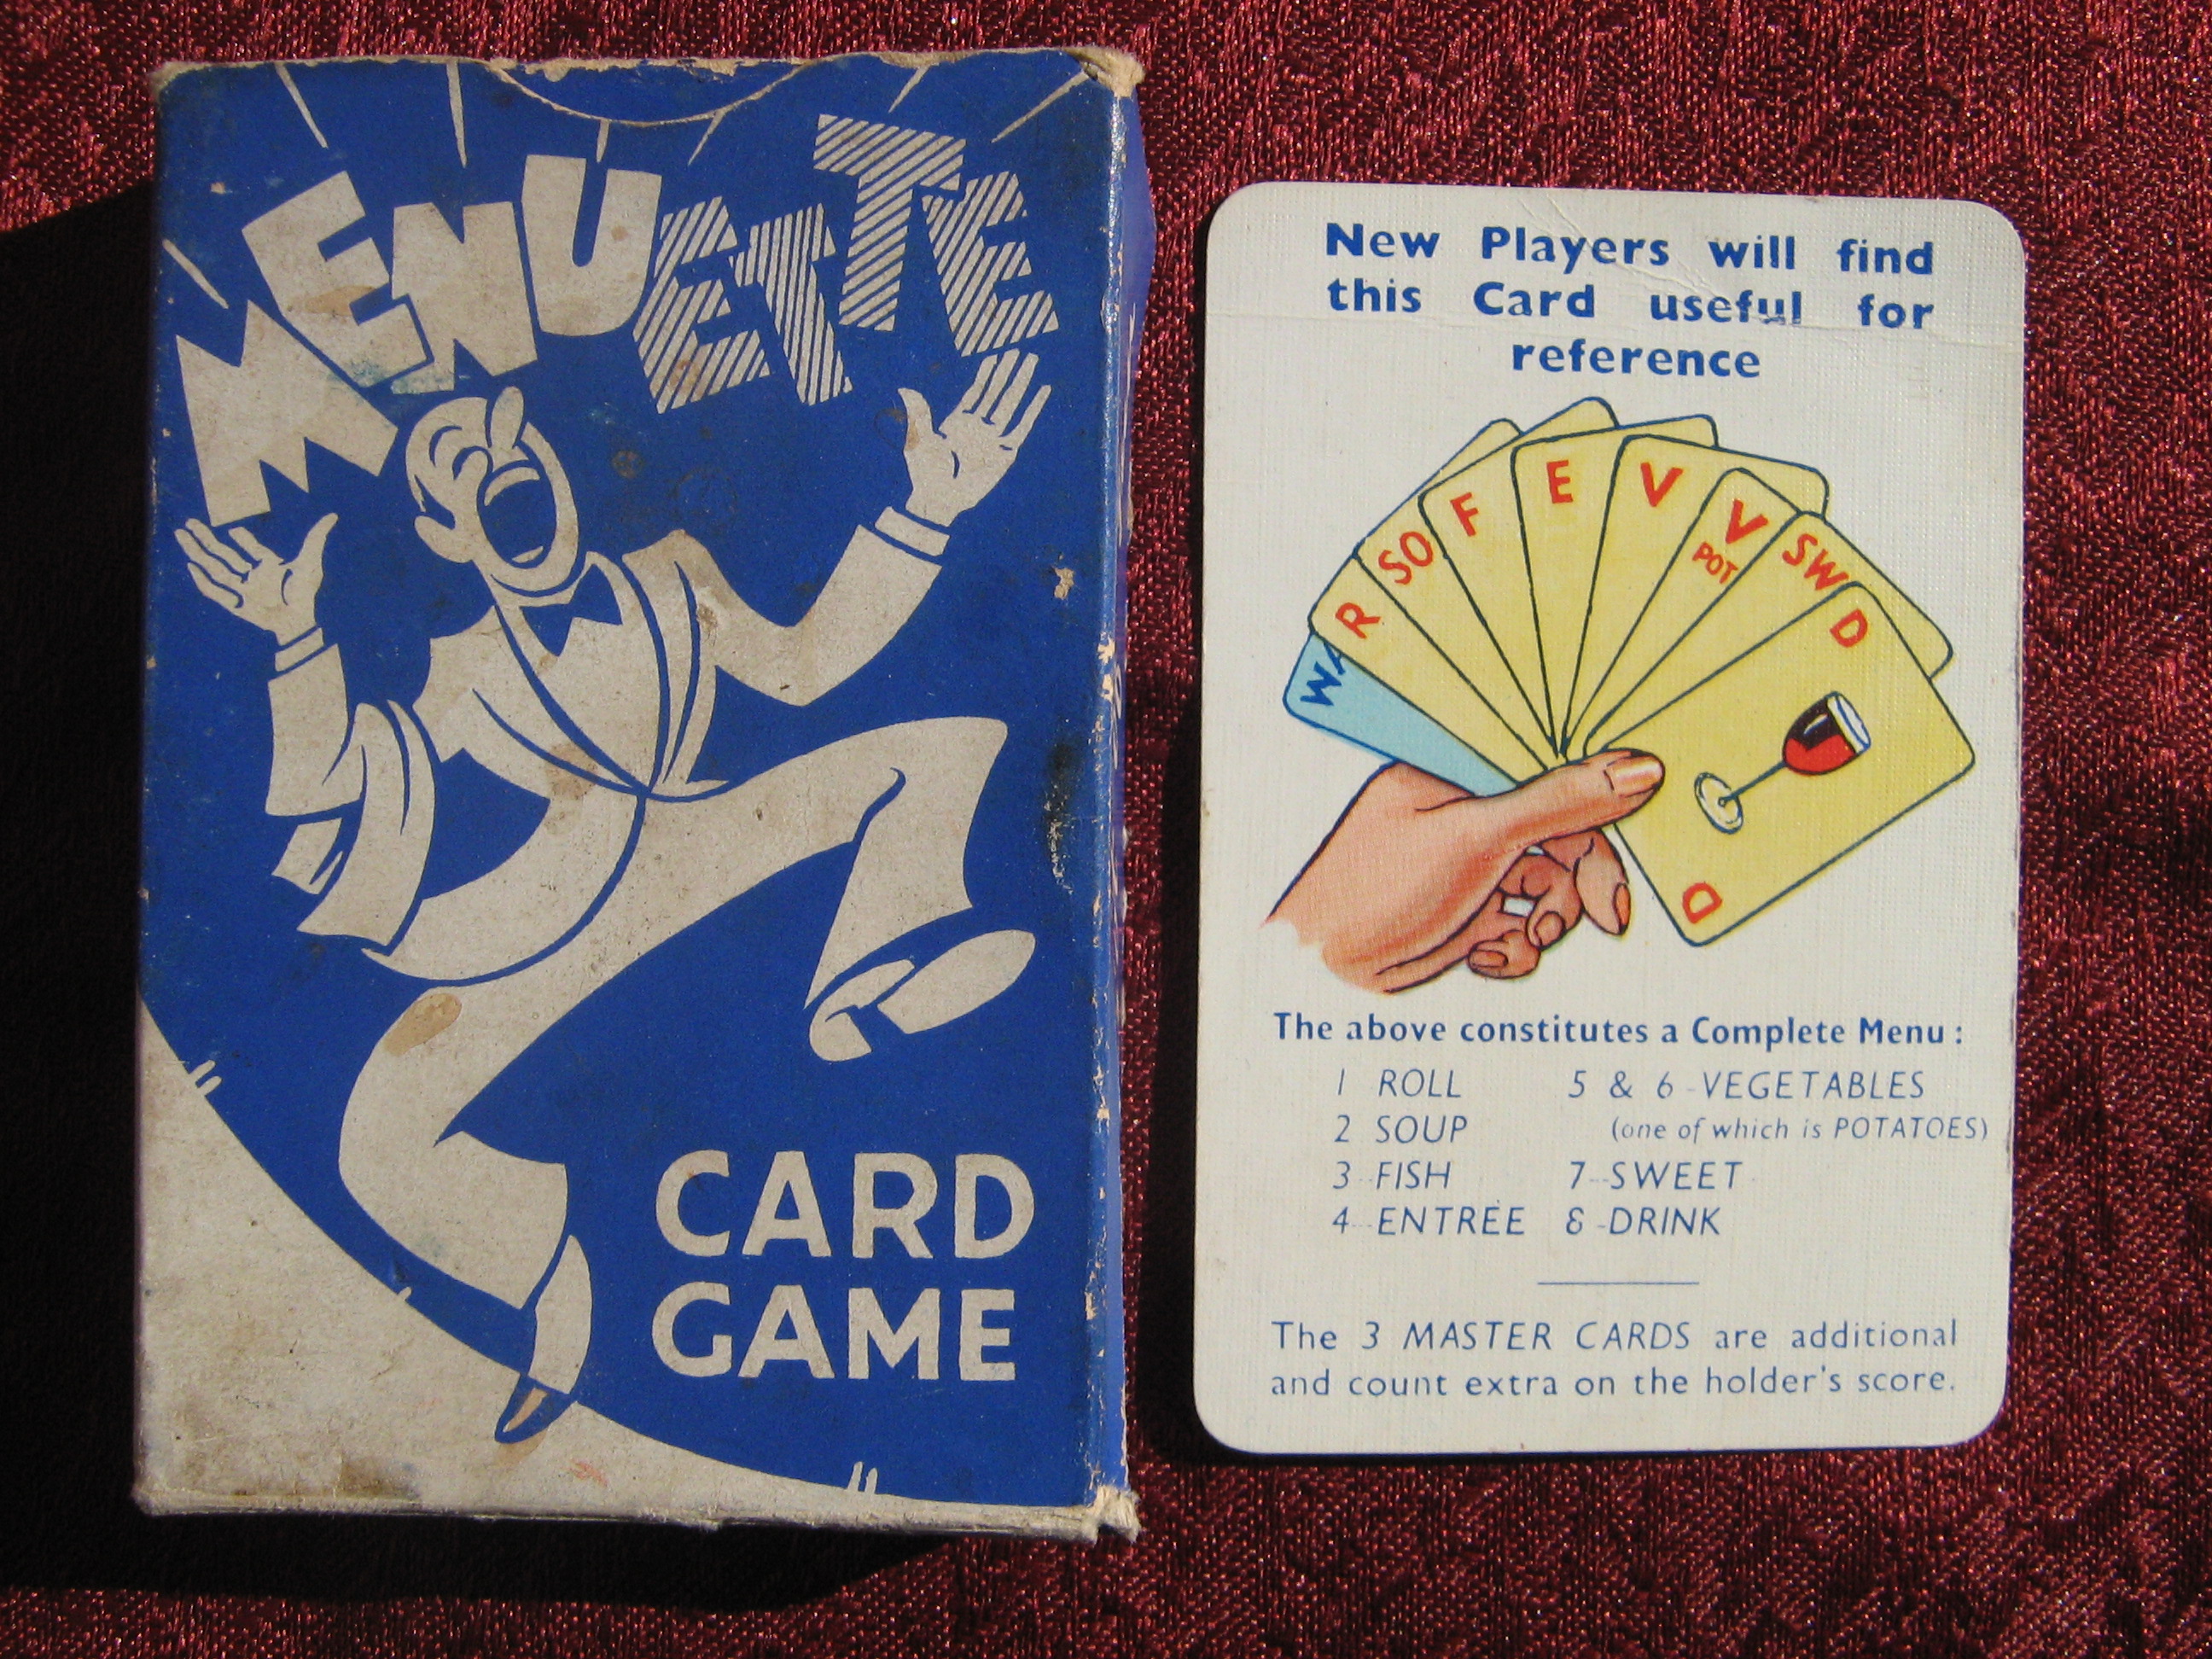 MENUETTE
CARD
GAME
New Players will find
this Card useful for
reference
R
SO
F
E
V
V
POT
SW
D
D
The above constitutes a Complete Menu:
1 ROLL
2 SOUP
3 FISH
4 ENTRÉE
5 & 6 VEGETABLES
(one of which is POTATOES)
7 SWEET
8 DRINK
The 3 MASTER CARDS are additional
and count extra on the holder's score.